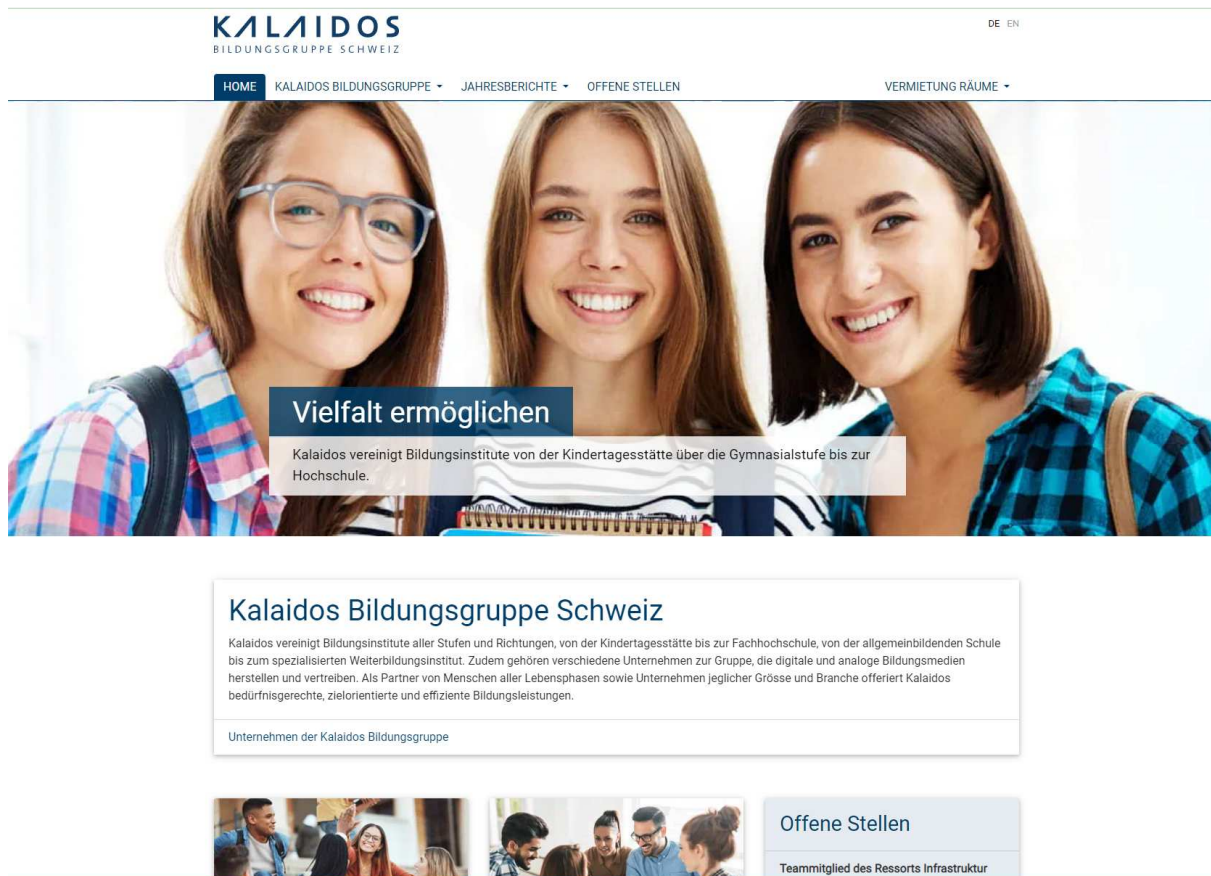 KALAIDOS
BILDUNGSGRUPPE SCHWEIZ
DE EN
HOME KALAIDOS BILDUNGSGRUPPE JAHRESBERICHTE OFFENE STELLEN VERMIETUNG RÄUME
Vielfalt ermöglichen
Kalaidos vereinigt Bildungsinstitute von der Kindertagesstätte über die Gymnasialstufe bis zur
Hochschule.
Kalaidos Bildungsgruppe Schweiz
Kalaidos vereinigt Bildungsinstitute aller Stufen und Richtungen, von der Kindertagesstätte bis zur Fachhochschule, von der allgemeinbildenden Schule
bis zum spezialisierten Weiterbildungsinstitut. Zudem gehören verschiedene Unternehmen zur Gruppe, die digitale und analoge Bildungsmedien
herstellen und vertreiben. Als Partner von Menschen aller Lebensphasen sowie Unternehmen jeglicher Grösse und Branche offeriert Kalaidos
bedürfnisgerechte, zielorientierte und effiziente Bildungsleistungen.
Unternehmen der Kalaidos Bildungsgruppe
Offene Stellen
Teammitglied des Ressorts Infrastruktur